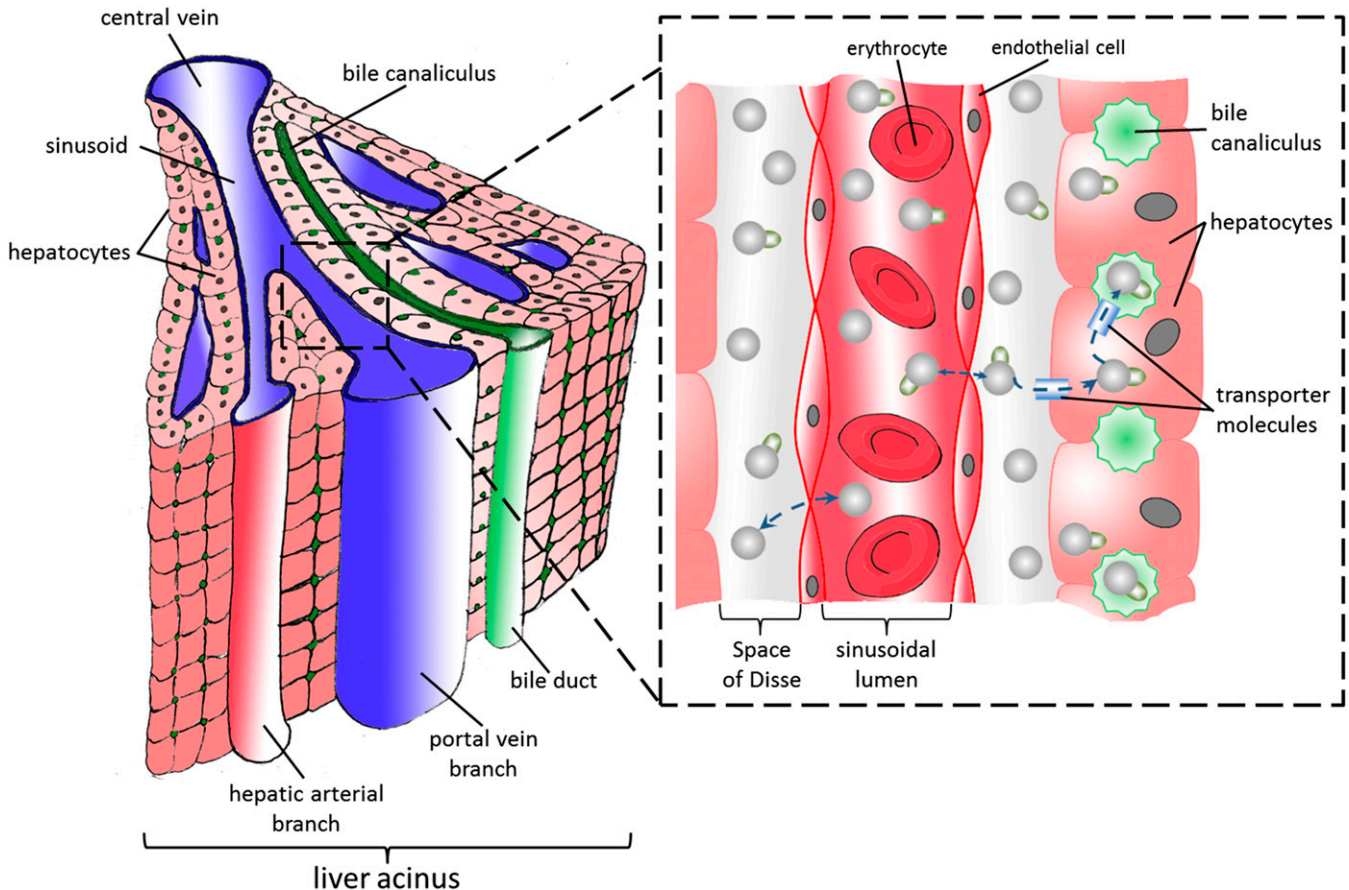 central vein
bile canaliculus
sinusoid
hepatocytes
bile duct
portal vein
branch
hepatic arterial
branch
liver acinus
erythrocyte
endothelial cell
bile
canaliculus
hepatocytes
transporter
molecules
Space
of Disse
sinusoidal
lumen